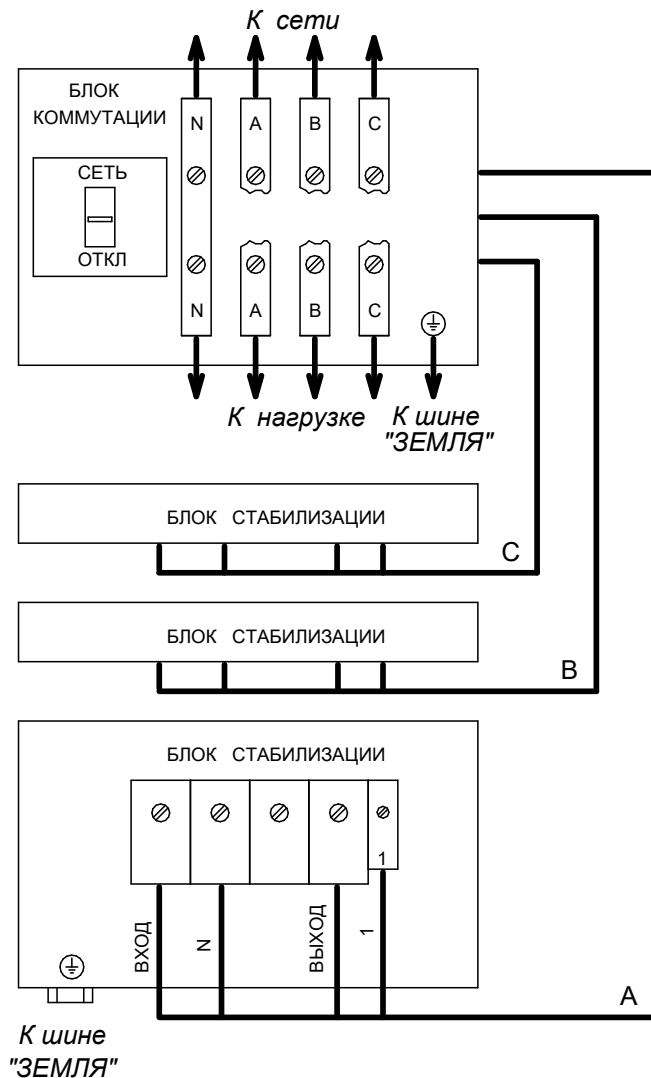 К сети
БЛОК
КОММУТАЦИИ
N A B C
СЕТЬ
ОТКЛ
N A B C
К нагрузке
К шине
"ЗЕМЛЯ"
БЛОК СТАБИЛИЗАЦИИ
C
БЛОК СТАБИЛИЗАЦИИ
B
БЛОК СТАБИЛИЗАЦИИ
1
ВХОД
N
ВЫХОД
1
A
К шине
"ЗЕМЛЯ"